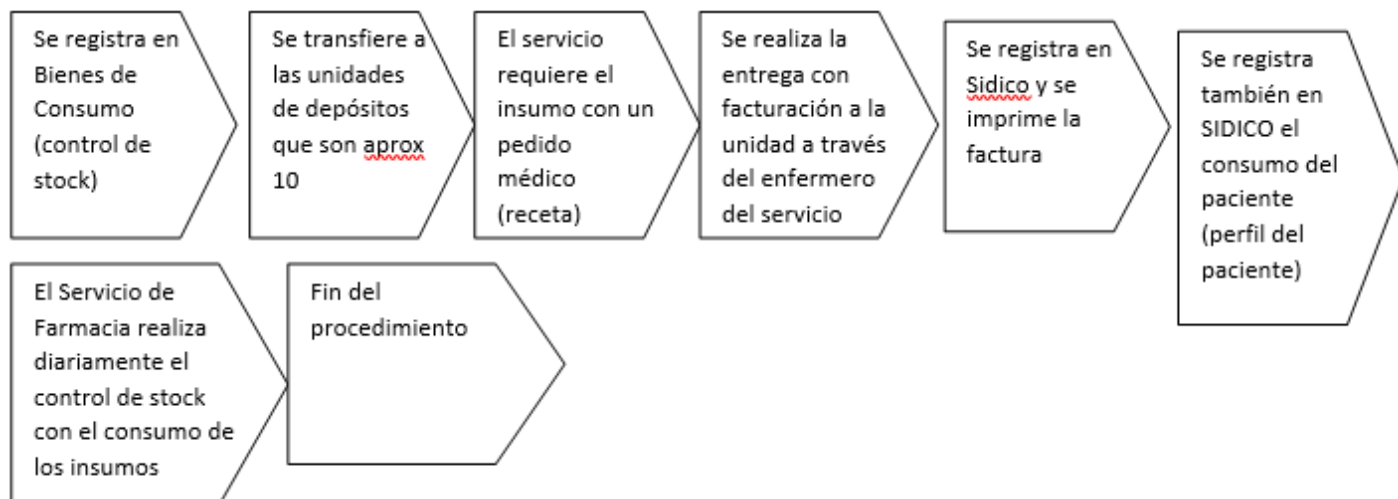 Se registra en
Bienes de
Consumo
(control de
stock)
Se transfiere a
las unidades
de depósitos
que son aprox
10
El servicio
requiere el
insumo con un
pedido
médico
(receta)
Se realiza la
entrega con
facturación a la
unidad a través
del enfermero
del servicio
Se registra en
Sidico y se
imprime la
factura
Se registra
también en
SIDICO el
consumo del
paciente
(perfil del
paciente)
El Servicio de
Farmacia realiza
diariamente el
control de stock
con el consumo de
los insumos
Fin del
procedimiento